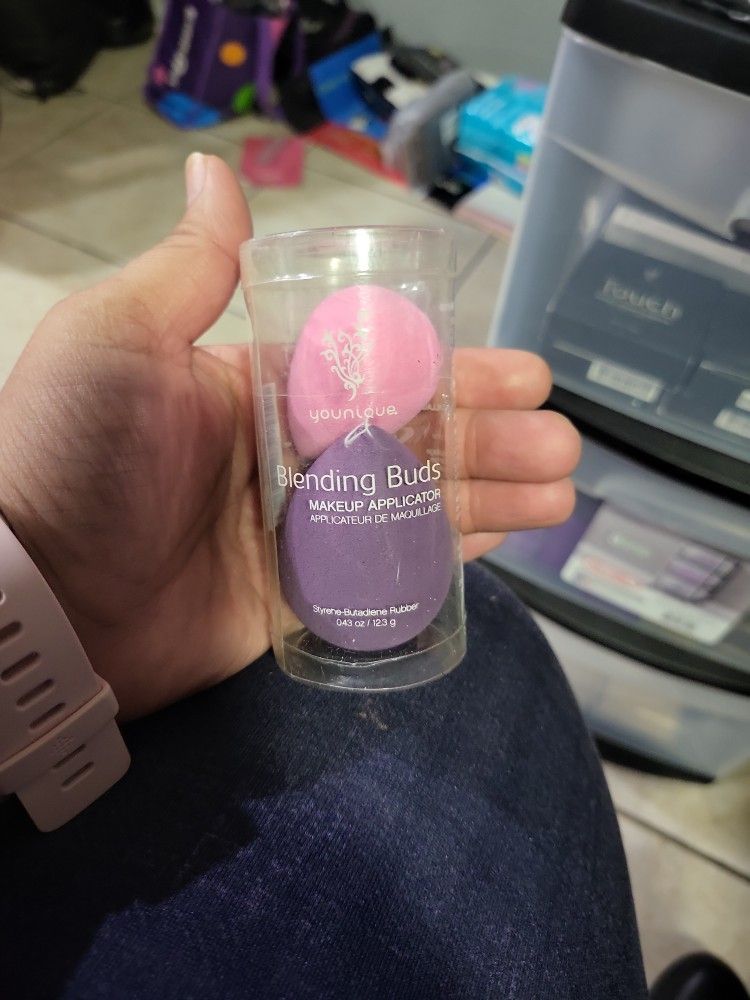 younique
Blending Buds
MAKEUP APPLICATOR
APPLICATEUR DE MAQUILLAGE
Styrene-Butadiene Rubber
0.43 oz / 12.3 g
Touch